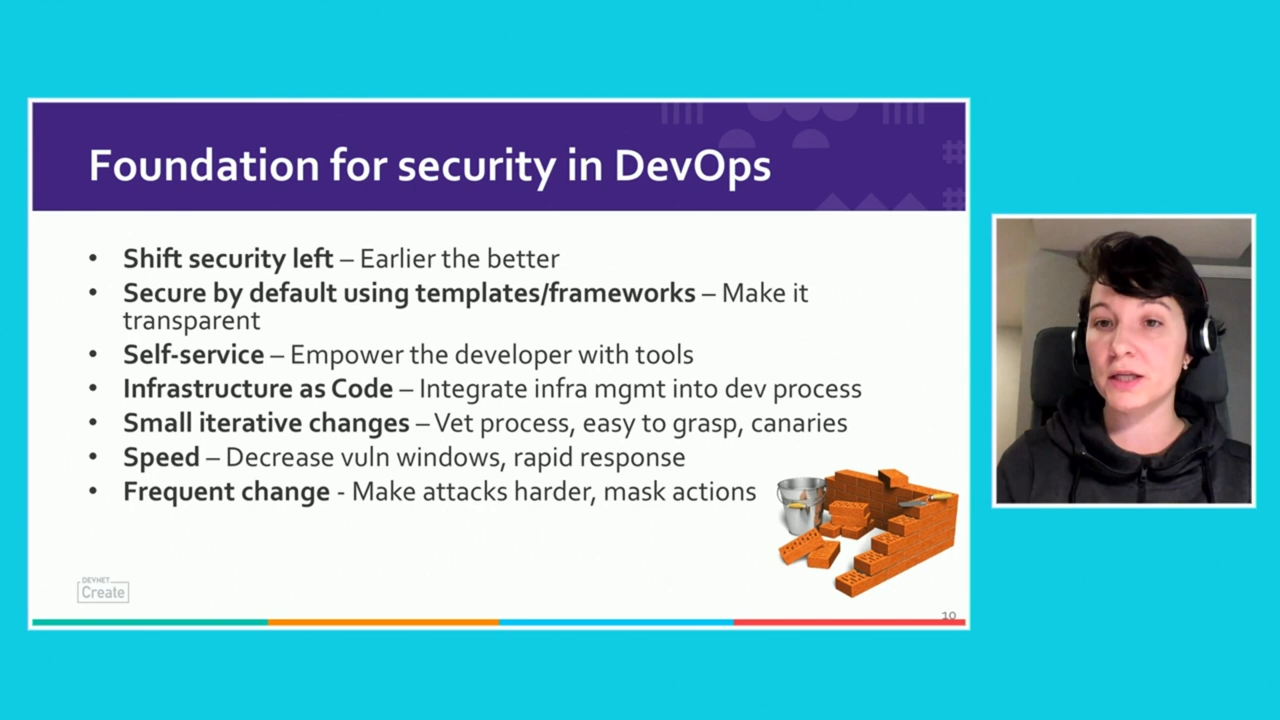 Foundation for security in DevOps
• Shift security left – Earlier the better
• Secure by default using templates/frameworks – Make it
transparent
• Self-service – Empower the developer with tools
• Infrastructure as Code – Integrate infra mgmt into dev process
• Small iterative changes – Vet process, easy to grasp, canaries
• Speed – Decrease vuln windows, rapid response
• Frequent change - Make attacks harder, mask actions
DEVNET
Create
10